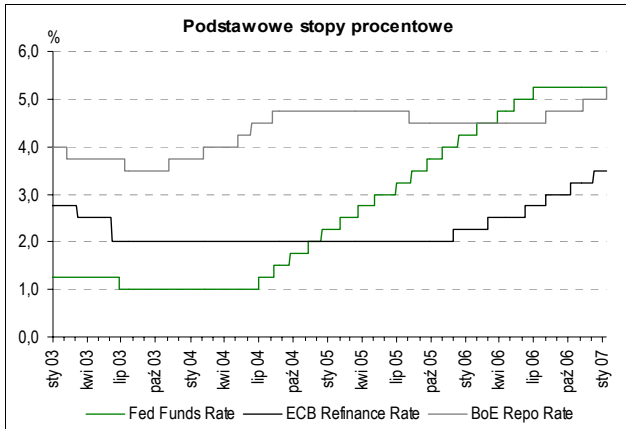 Podstawowe stopy procentowe
%
6,0
5,0
4,0
3,0
2,0
1,0
0,0
sty 03
kwi 03
lip 03
paź 03
sty 04
kwi 04
lip 04
paź 04
sty 05
kwi 05
lip 05
paź 05
sty 06
kwi 06
lip 06
paź 06
sty 07
Fed Funds Rate ECB Refinance Rate BoE Repo Rate